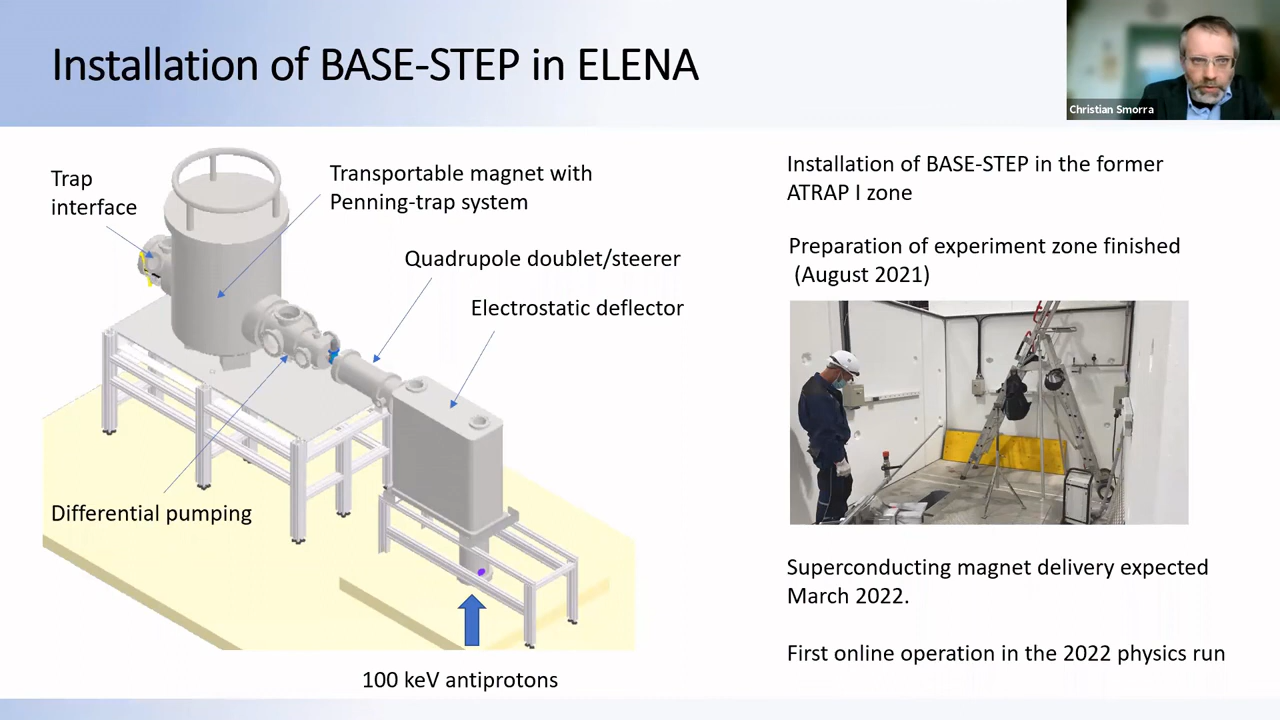 Installation of BASE-STEP in ELENA
Christian Smorra
Trap
interface
Transportable magnet with
Penning-trap system
Quadrupole doublet/steerer
Electrostatic deflector
Differential pumping
100 keV antiprotons
Installation of BASE-STEP in the former
ATRAP I zone
Preparation of experiment zone finished
(August 2021)
Superconducting magnet delivery expected
March 2022.
First online operation in the 2022 physics run